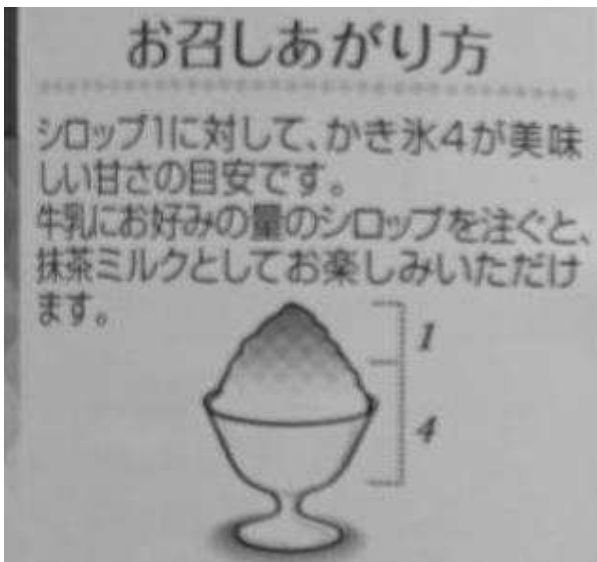 お召しあがり方
シロップ1に対して、かき氷4が美味
しい甘さの目安です。
牛乳にお好みの量のシロップを注ぐと、
抹茶ミルクとしてお楽しみいただけ
ます。
1
4